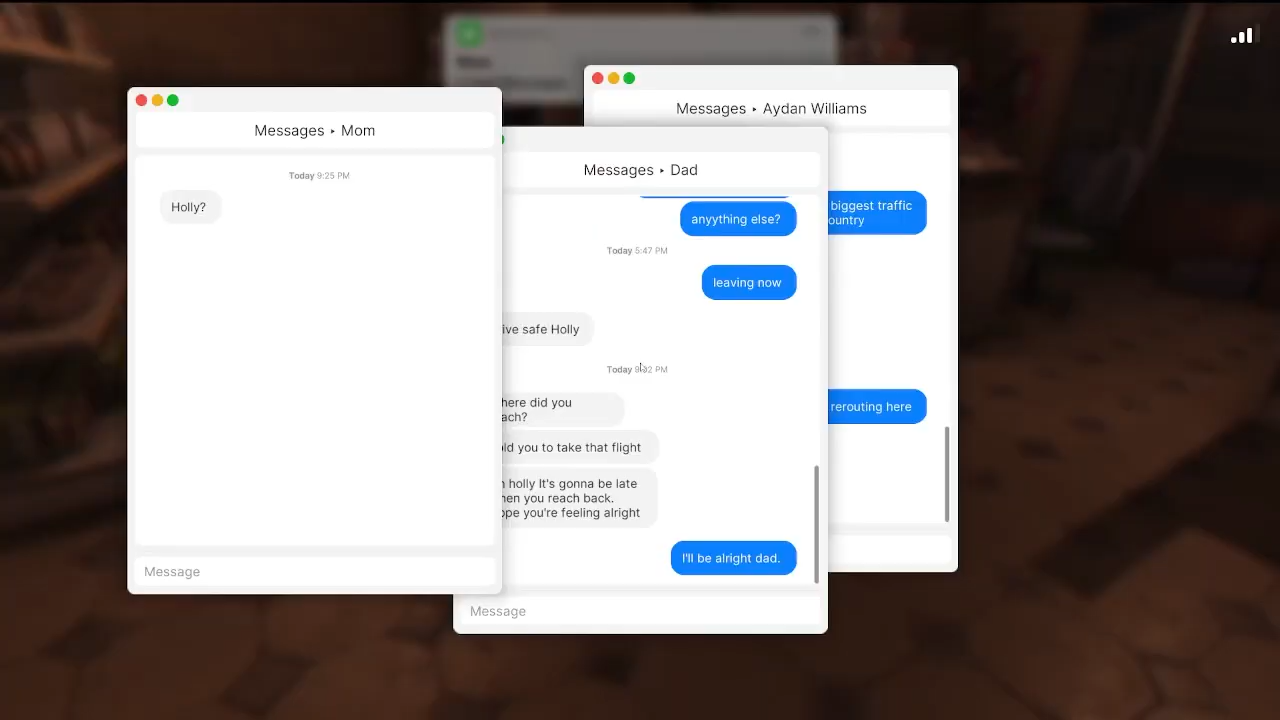 Messages ▸ Mom
Today 9:25 PM
Holly?
Message
Messages ▸ Dad
anyything else?
Today 5:47 PM
leaving now
ive safe Holly
Today
PM
here did you
ach?
old you to take that flight
holly It's gonna be late
hen you reach back.
ope you're feeling alright
I'll be alright dad.
Message
Messages ▸ Aydan Williams
biggest traffic
ountry
rerouting here